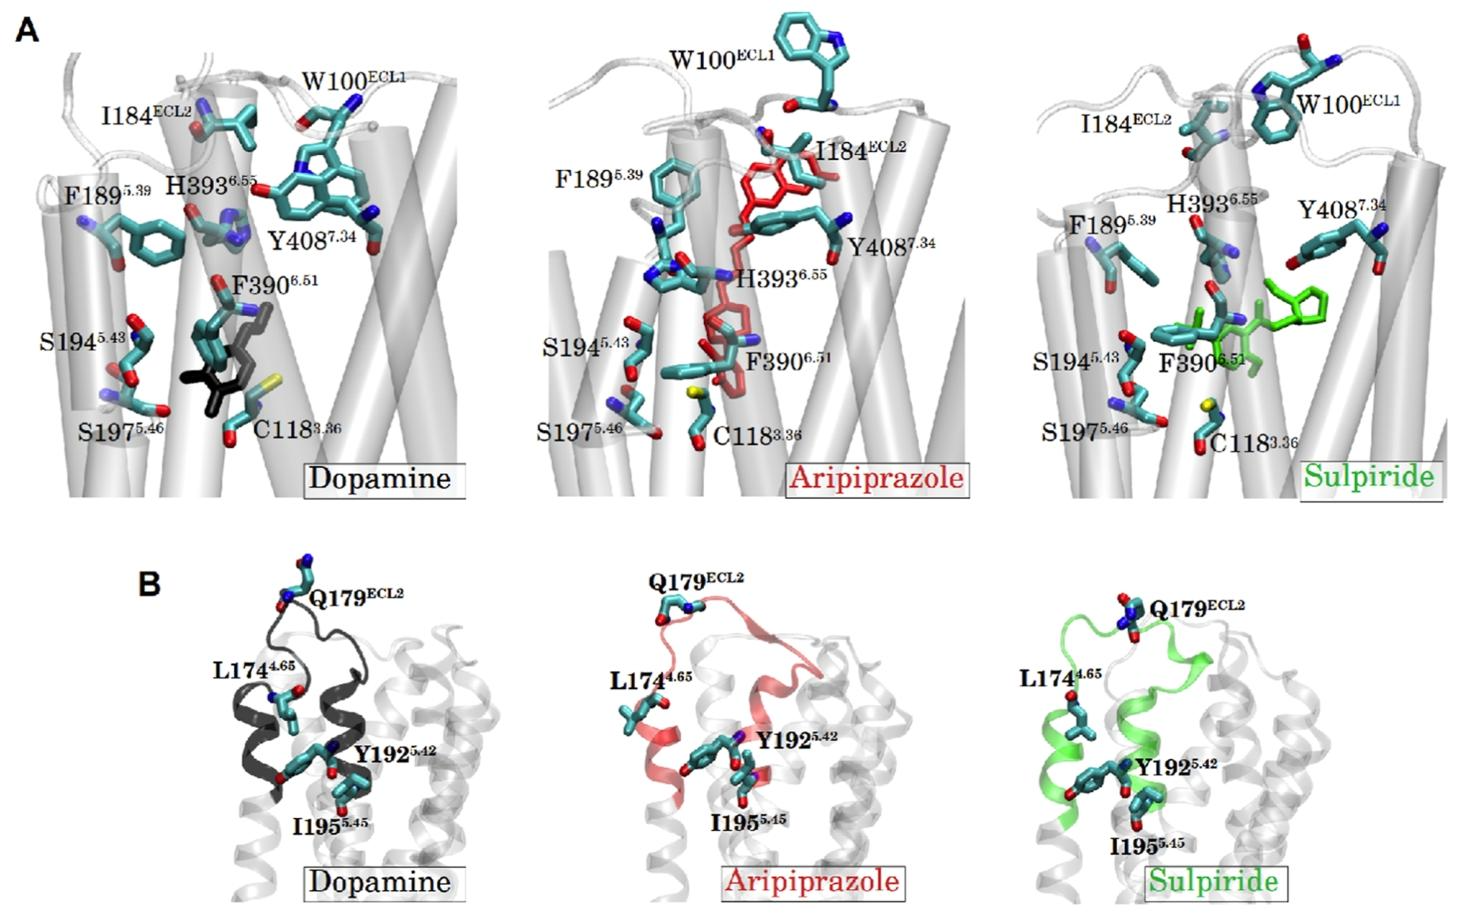 A
W100ECL1
I184ECL2
F1895.39
H3936.55
Y4087.34
F3906.51
S1945.43
S1975.46
C1183.36
Dopamine
W100ECL1
I184ECL2
F1895.39
Y4087.34
H3936.55
S1945.43
F3906.51
S1975.46
C1183.36
Aripiprazole
W100ECL1
I184ECL2
H3936.55
Y4087.34
F1895.39
S1945.43
F3906.51
S1975.46
C1183.36
Sulpiride
B
Q179ECL2
L1744.65
Y1925.42
I1955.45
Dopamine
Q179ECL2
L1744.65
Y1925.42
I1955.45
Aripiprazole
Q179ECL2
L1744.65
Y1925.42
I1955.45
Sulpiride